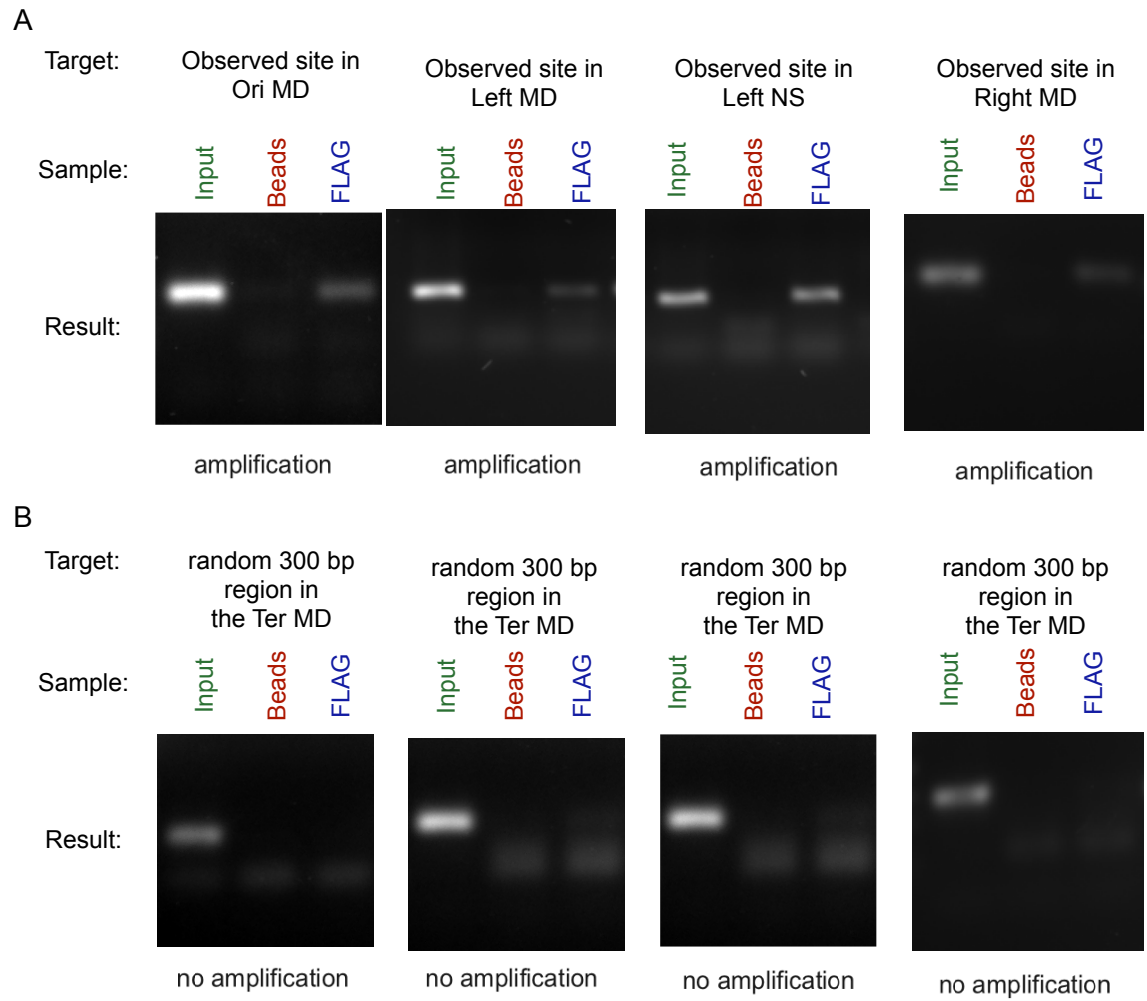 A
Target:
Observed site in
Ori MD
Observed site in
Left MD
Observed site in
Left NS
Observed site in
Right MD
Sample:
Input
Beads
FLAG
Input
Beads
FLAG
Input
Beads
FLAG
Input
Beads
FLAG
Result:
amplification
amplification
amplification
amplification
B
Target:
random 300 bp
region in
the Ter MD
random 300 bp
region in
the Ter MD
random 300 bp
region in
the Ter MD
random 300 bp
region in
the Ter MD
Sample:
Input
Beads
FLAG
Input
Beads
FLAG
Input
Beads
FLAG
Input
Beads
FLAG
Result:
no amplification
no amplification
no amplification
no amplification